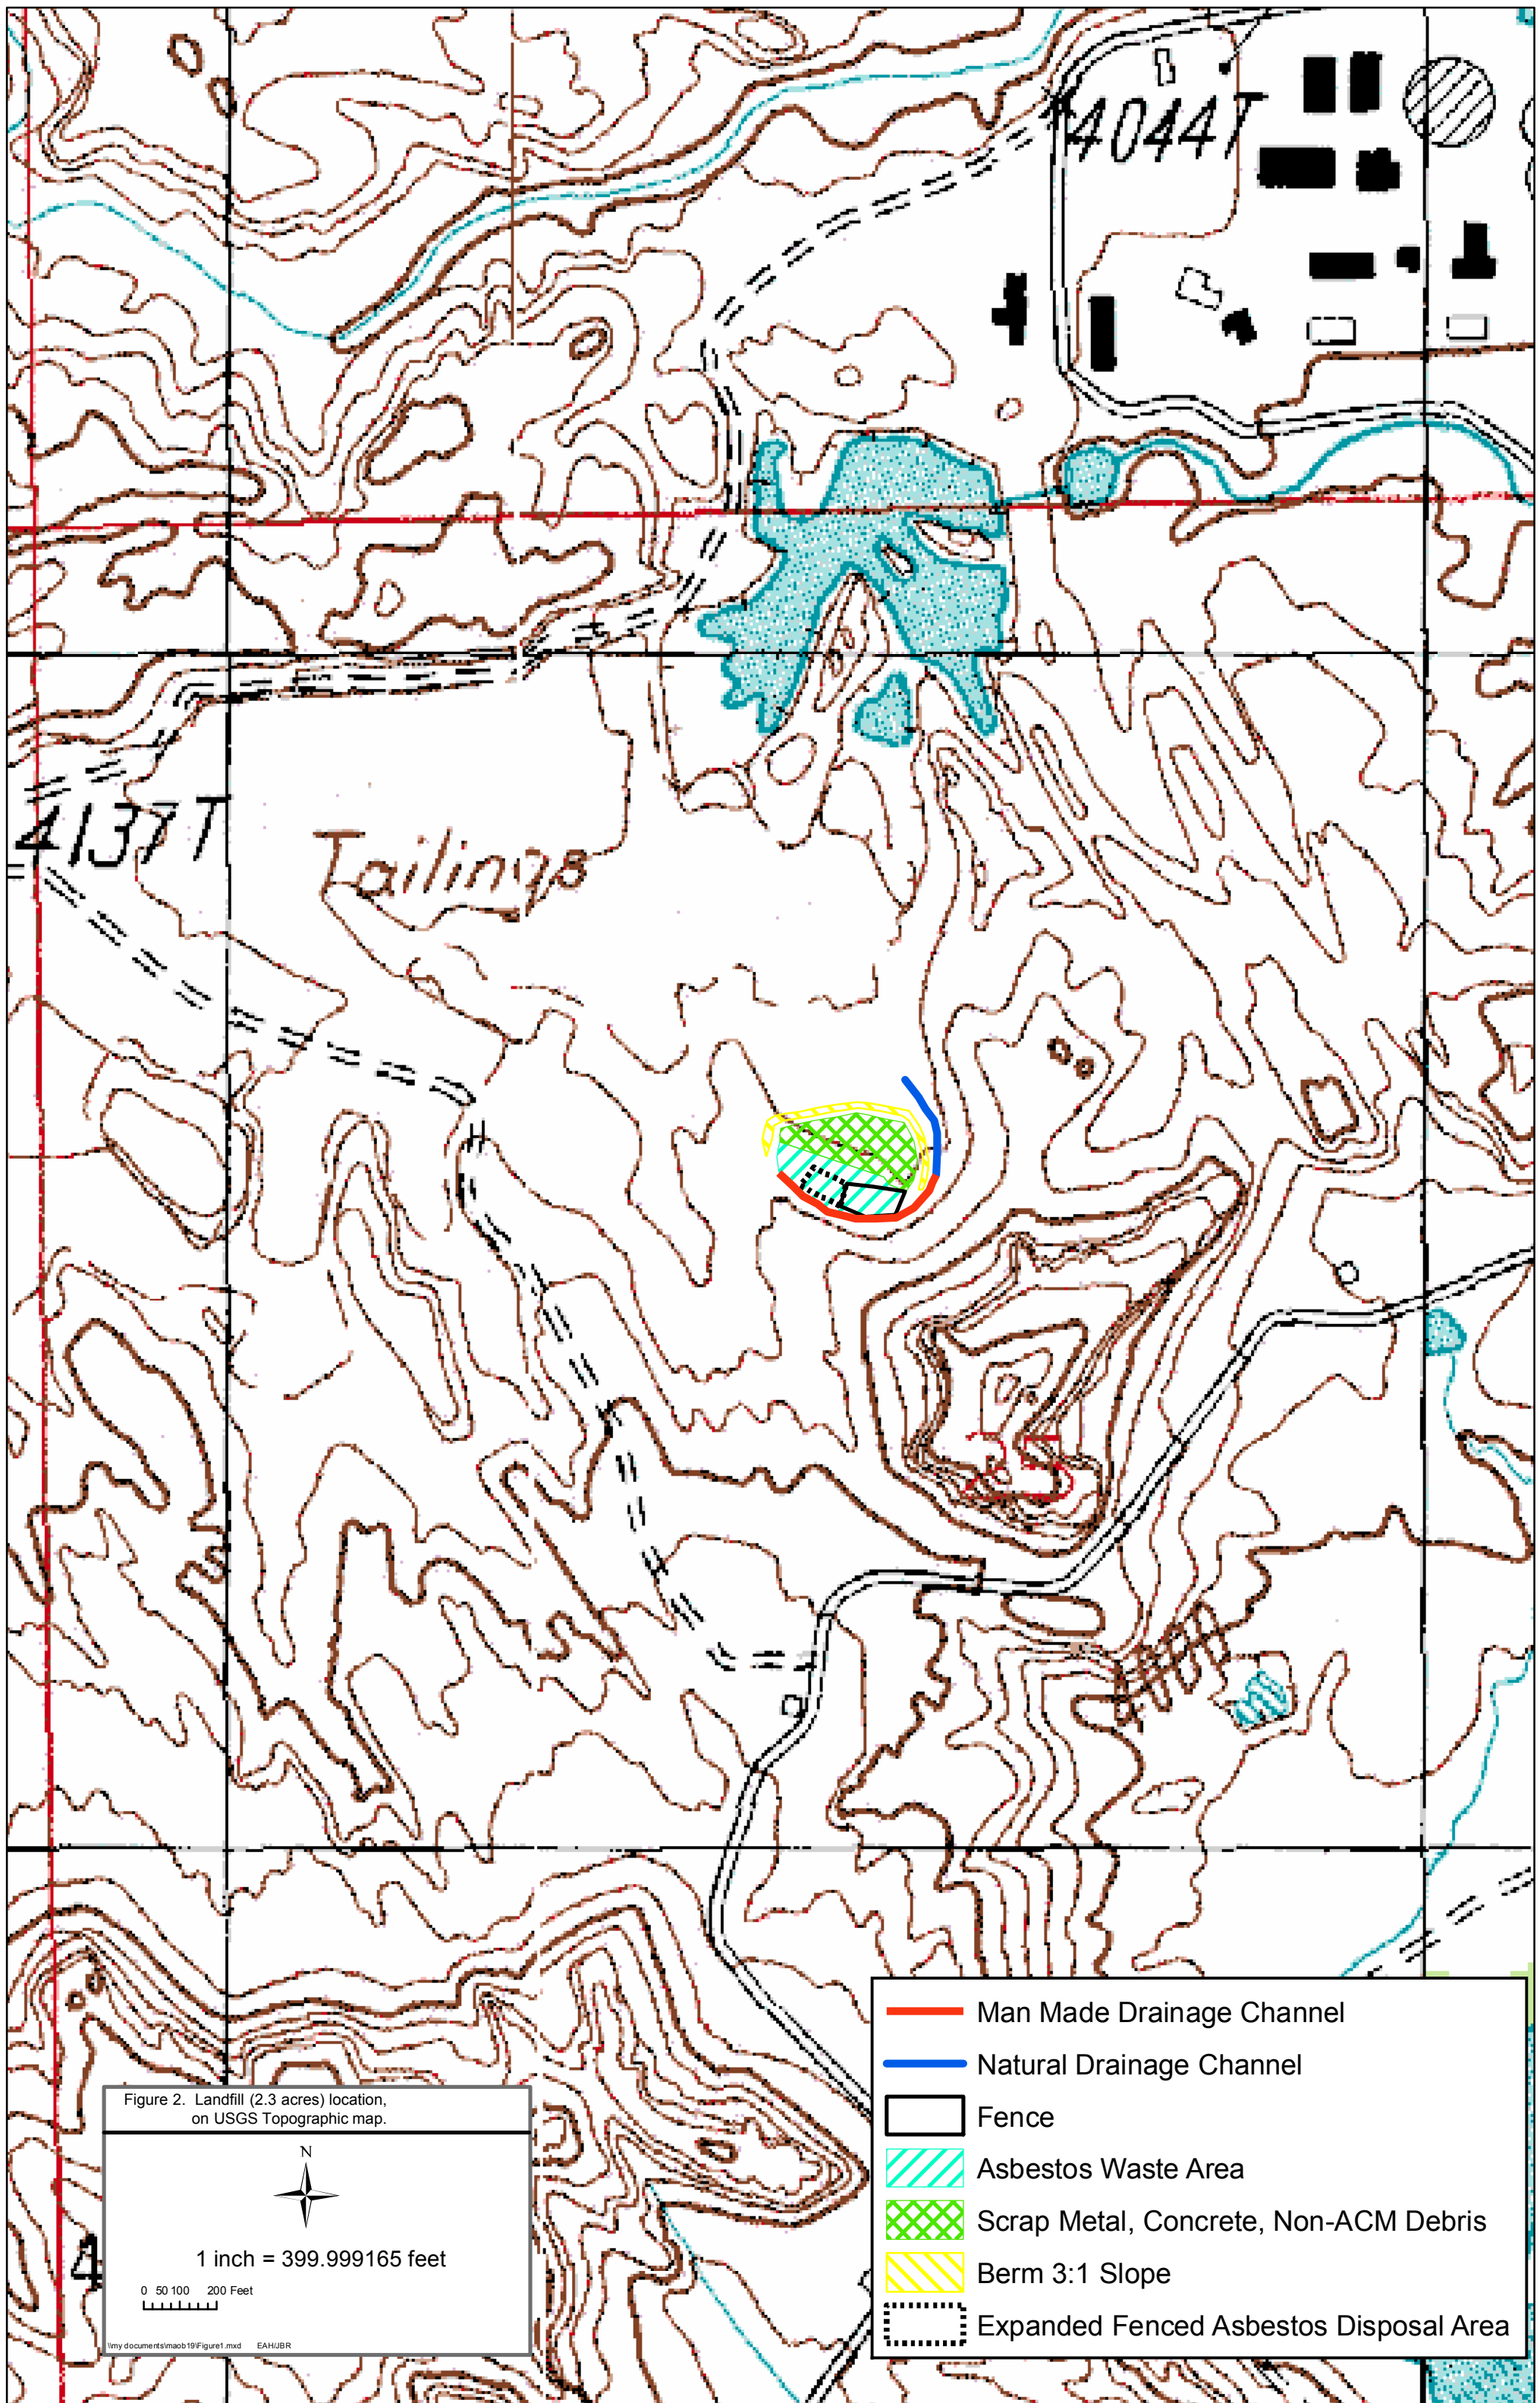 4044T
4137T
Tailings
Man Made Drainage Channel
Natural Drainage Channel
Fence
Asbestos Waste Area
Scrap Metal, Concrete, Non-ACM Debris
Berm 3:1 Slope
Expanded Fenced Asbestos Disposal Area
Figure 2. Landfill (2.3 acres) location,
on USGS Topographic map.
N
1 inch = 399.999165 feet
0 50 100 200 Feet
\\my documents\maob19\Figure1.mxd EAH/JBR
4